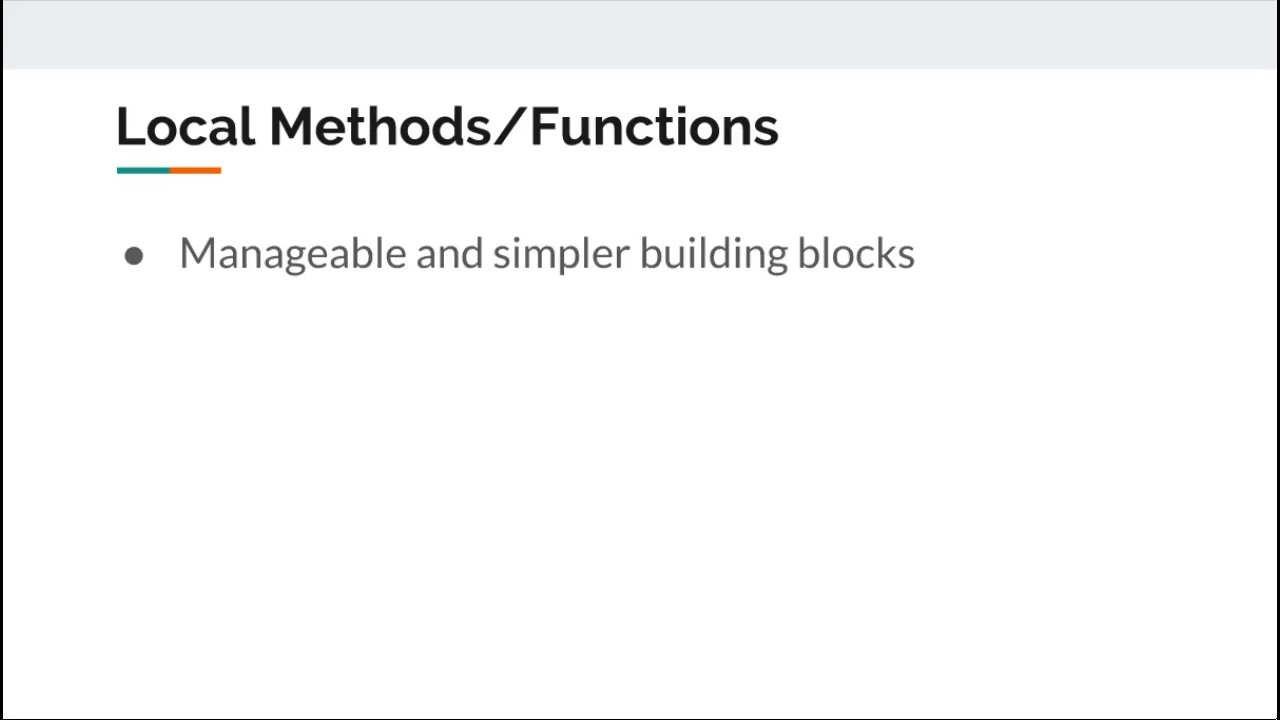 Local Methods/Functions
● Manageable and simpler building blocks